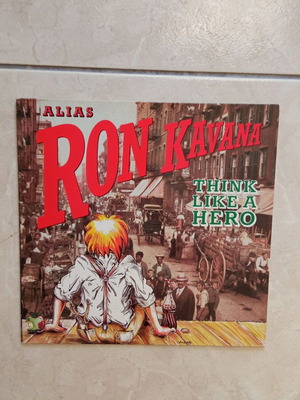 ALIAS
RON KAVANA
THINK
LIKE A
HERO